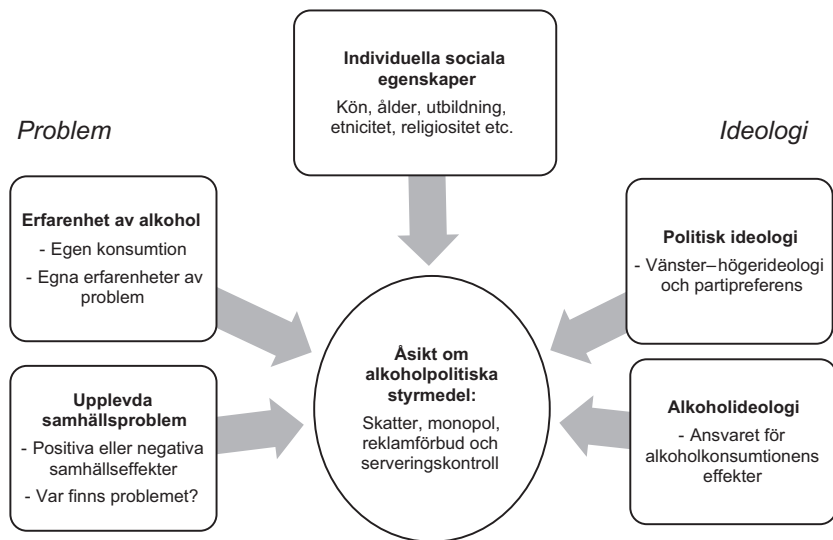 Individuella sociala
egenskaper
Kön, ålder, utbildning,
etnicitet, religiositet etc.
Problem
Ideologi
Erfarenhet av alkohol
- Egen konsumtion
- Egna erfarenheter av
problem
Politisk ideologi
- Vänster–högerideologi
och partipreferens
Åsikt om
alkoholpolitiska
styrmedel:
Skatter, monopol,
reklamförbud och
serveringskontroll
Upplevda
samhällsproblem
- Positiva eller negativa
samhällseffekter
- Var finns problemet?
Alkoholideologi
- Ansvaret för
alkoholkonsumtionens
effekter